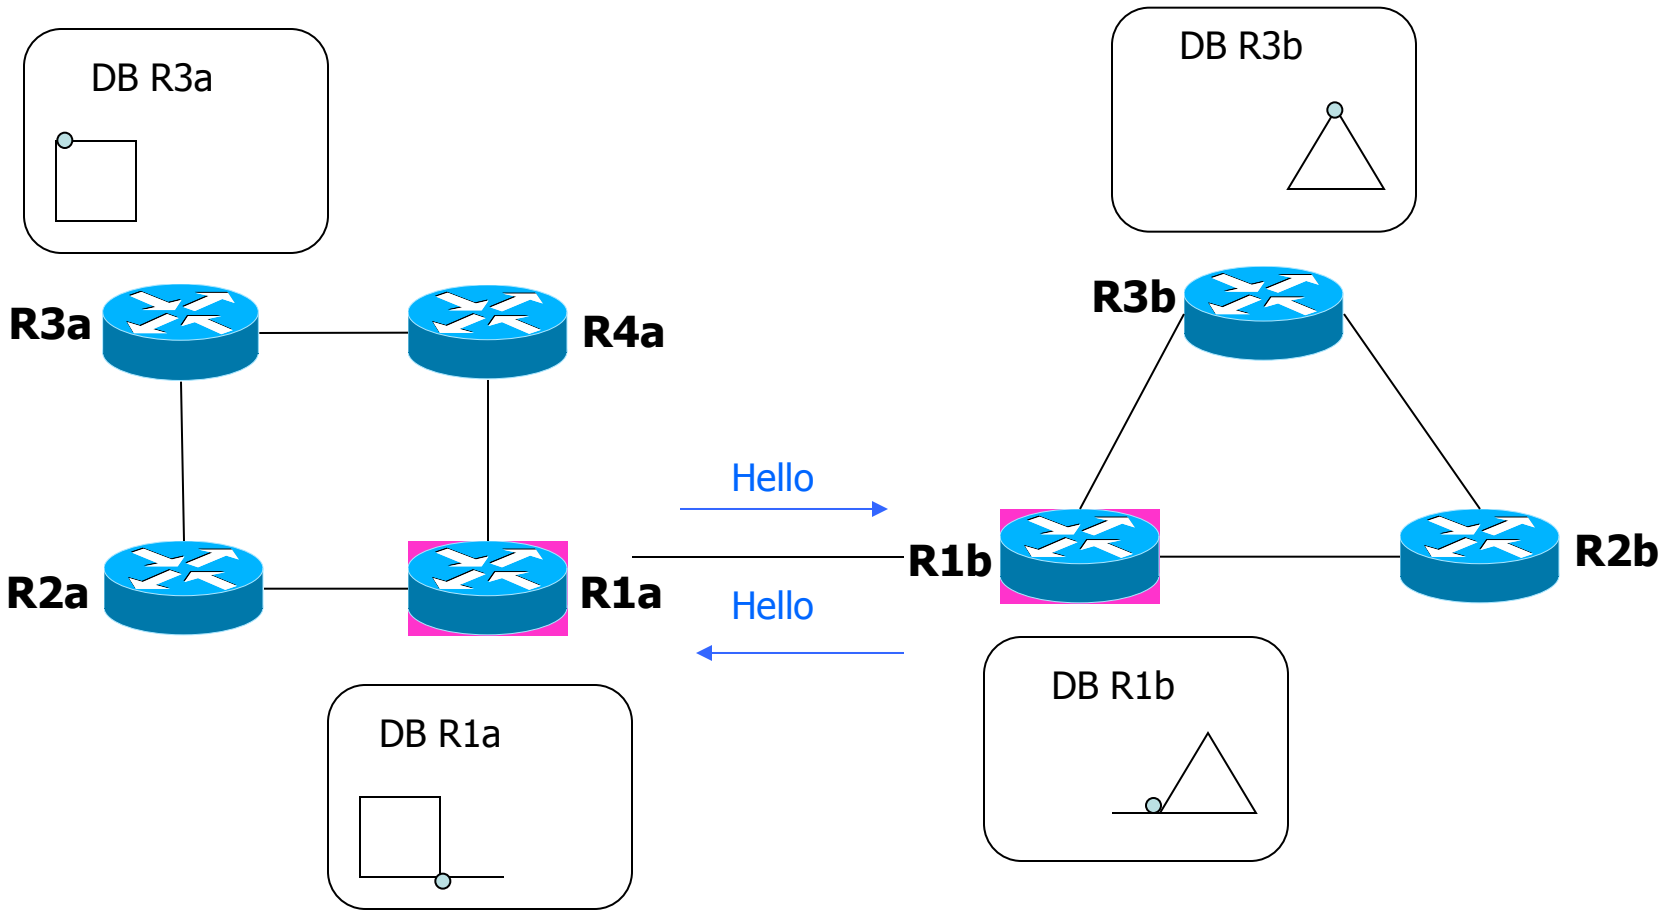 DB R3b
DB R3a
R3b
R3a
R4a
Hello
R1b
R2b
R2a
R1a
Hello
DB R1b
DB R1a